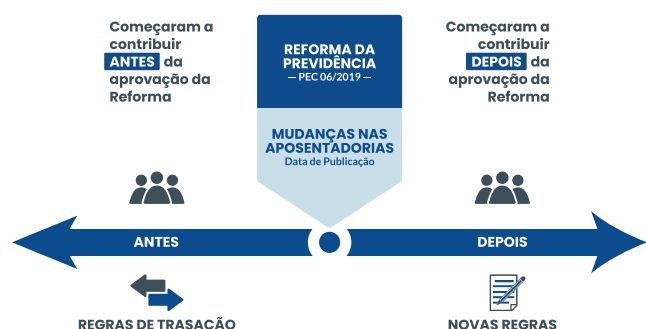 Começaram a
contribuir
ANTES da
aprovação da
Reforma
REFORMA DA
PREVIDÊNCIA
— PEC 06/2019 —
MUDANÇAS NAS
APOSENTADORIAS
Data de Publicação
Começaram a
contribuir
DEPOIS da
aprovação da
Reforma
ANTES
DEPOIS
REGRAS DE TRASAÇÃO
NOVAS REGRAS